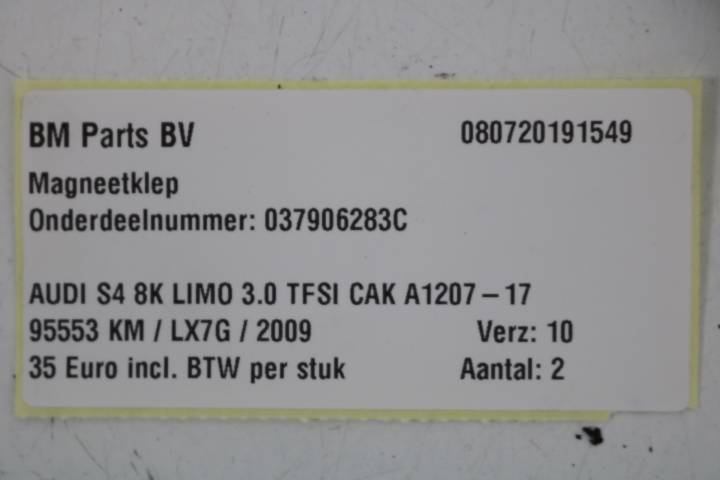 BM Parts BV 080720191549
Magneetklep
Onderdeelnummer: 037906283C
AUDI S4 8K LIMO 3.0 TFSI CAK A1207-17
95553 KM / LX7G / 2009 Verz: 10
35 Euro incl. BTW per stuk Aantal: 2